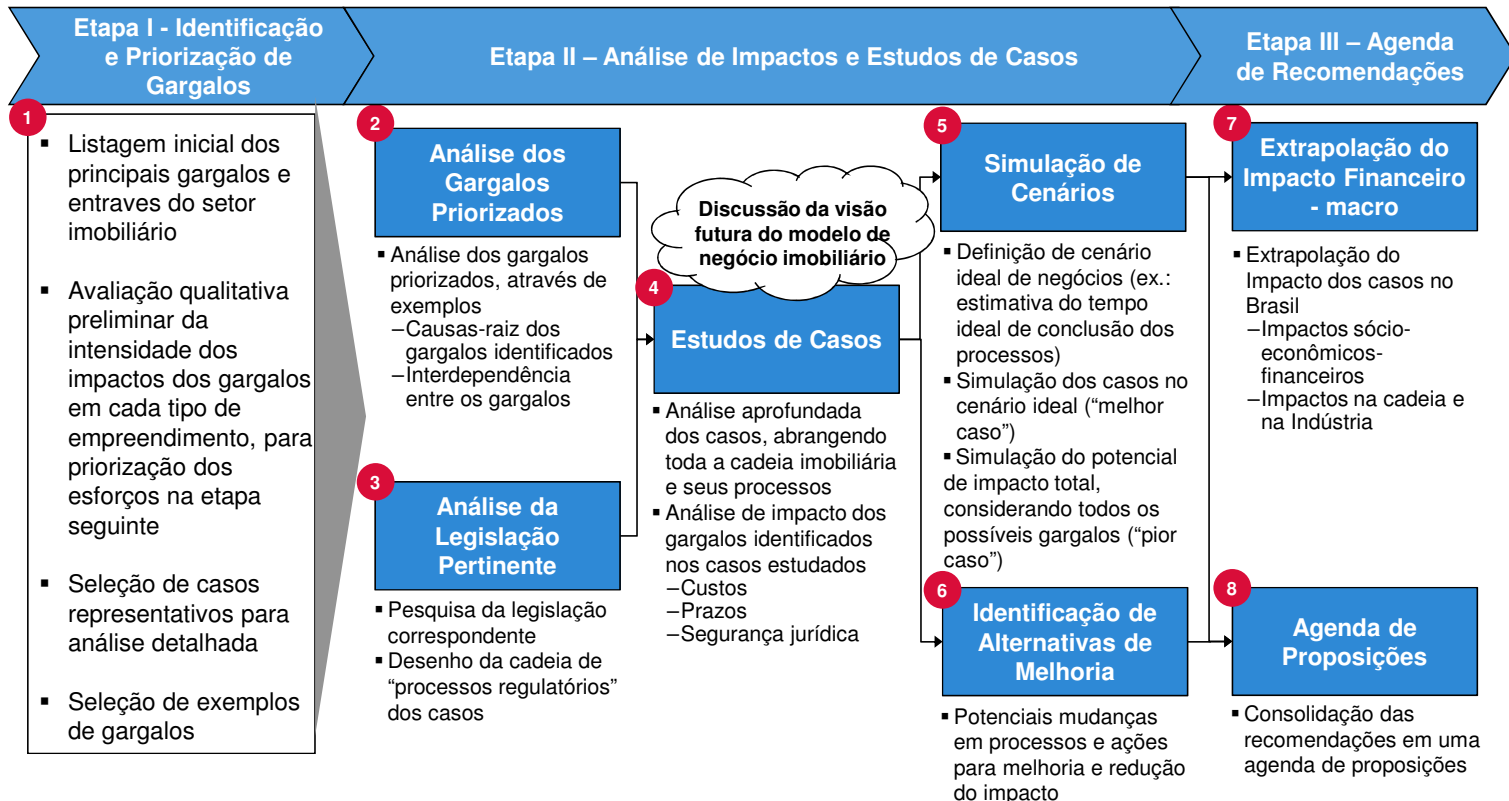 Etapa I - Identificação
e Priorização de
Gargalos
Etapa II – Análise de Impactos e Estudos de Casos
Etapa III – Agenda
de Recomendações
1
▪ Listagem inicial dos
principais gargalos e
entraves do setor
imobiliário
▪ Avaliação qualitativa
preliminar da
intensidade dos
impactos dos gargalos
em cada tipo de
empreendimento, para
priorização dos
esforços na etapa
seguinte
▪ Seleção de casos
representativos para
análise detalhada
▪ Seleção de exemplos
de gargalos
2
Análise dos
Gargalos
Priorizados
▪ Análise dos gargalos
priorizados, através de
exemplos
–Causas-raiz dos
gargalos identificados
–Interdependência
entre os gargalos
3
Análise da
Legislação
Pertinente
▪ Pesquisa da legislação
correspondente
▪ Desenho da cadeia de
“processos regulatórios”
dos casos
Discussão da visão
futura do modelo de
negócio imobiliário
4
Estudos de Casos
▪ Análise aprofundada
dos casos, abrangendo
toda a cadeia imobiliária
e seus processos
▪ Análise de impacto dos
gargalos identificados
nos casos estudados
–Custos
–Prazos
–Segurança jurídica
5
Simulação de
Cenários
▪ Definição de cenário
ideal de negócios (ex.:
estimativa do tempo
ideal de conclusão dos
processos)
▪ Simulação dos casos no
cenário ideal (“melhor
caso”)
▪ Simulação do potencial
de impacto total,
considerando todos os
possíveis gargalos (“pior
caso”)
6
Identificação de
Alternativas de
Melhoria
▪ Potenciais mudanças
em processos e ações
para melhoria e redução
do impacto
7
Extrapolação do
Impacto Financeiro
- macro
▪ Extrapolação do
Impacto dos casos no
Brasil
–Impactos sócio-
econômicos-
financeiros
–Impactos na cadeia e
na Indústria
8
Agenda de
Proposições
▪ Consolidação das
recomendações em uma
agenda de proposições